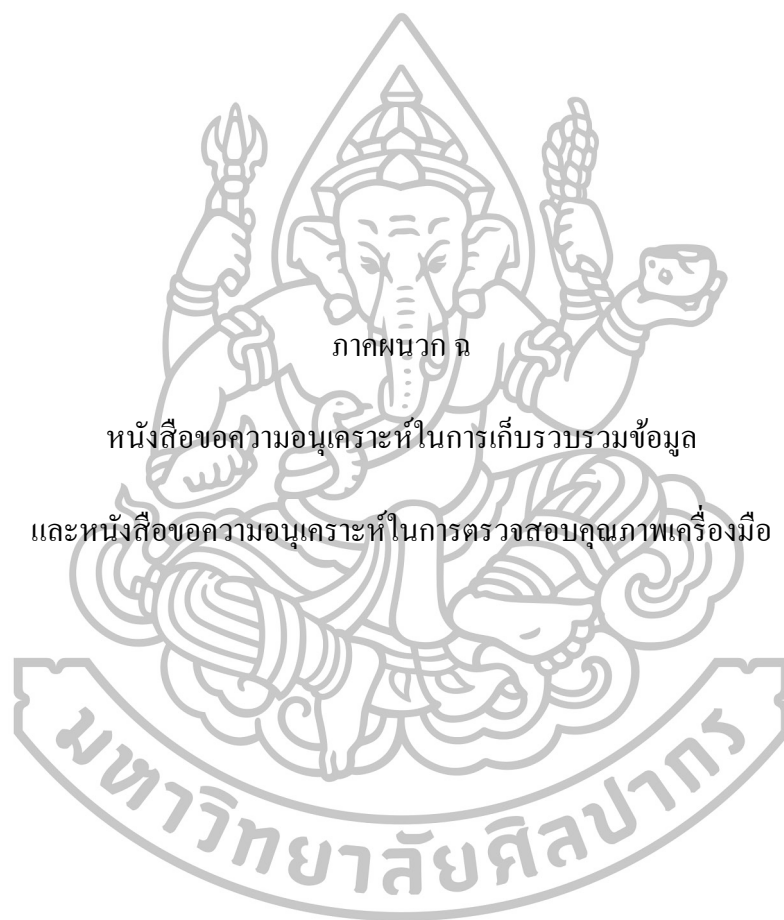 ภาคผนวก ฉ
หนังสือขอความอนุเคราะห์ในการเก็บรวบรวมข้อมูล
และหนังสือขอความอนุเคราะห์ในการตรวจสอบคุณภาพเครื่องมือ
มหาวิทยาลัยศิลปากร